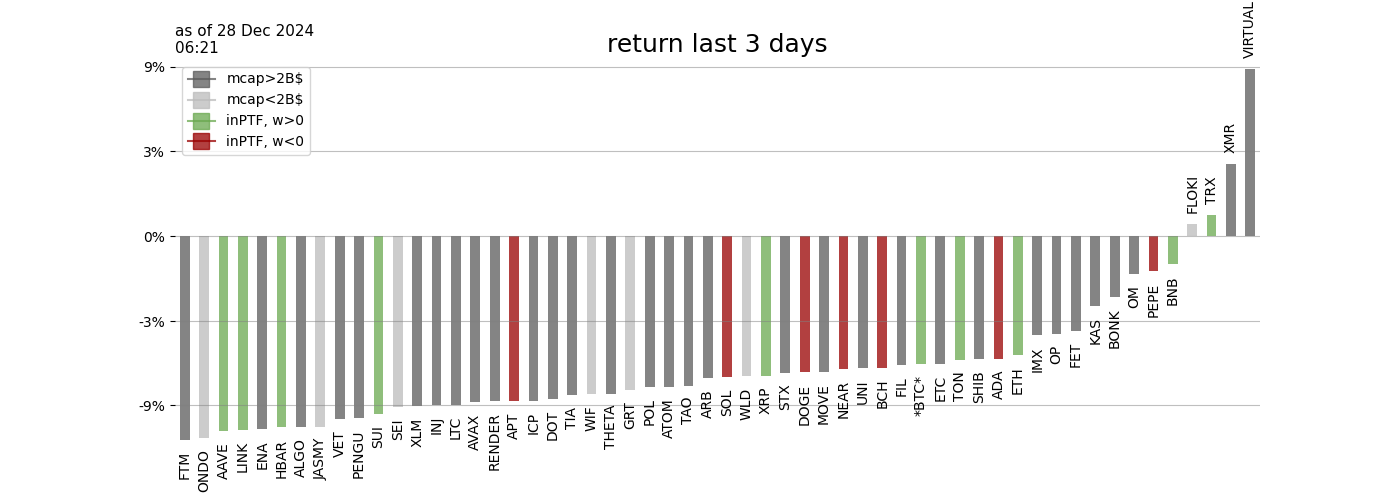 as of 28 Dec 2024
06:21
return last 3 days
VIRTUAL
9%
mcap>2B$
mcap<2B$
inPTF, w>0
inPTF, w<0
3%
0%
-3%
-9%
FTM
ONDO
AAVE
LINK
ENA
HBAR
ALGO
JASMY
VET
PENGU
SUI
SEI
XLM
INJ
LTC
AVAX
RENDER
APT
ICP
DOT
TIA
WIF
THETA
GRT
POL
ATOM
TAO
ARB
SOL
WLD
XRP
STX
DOGE
MOVE
NEAR
UNI
BCH
FIL
*BTC*
ETC
TON
SHIB
ADA
ETH
IMX
OP
FET
KAS
BONK
OM
PEPE
BNB
FLOKI
TRX
XMR